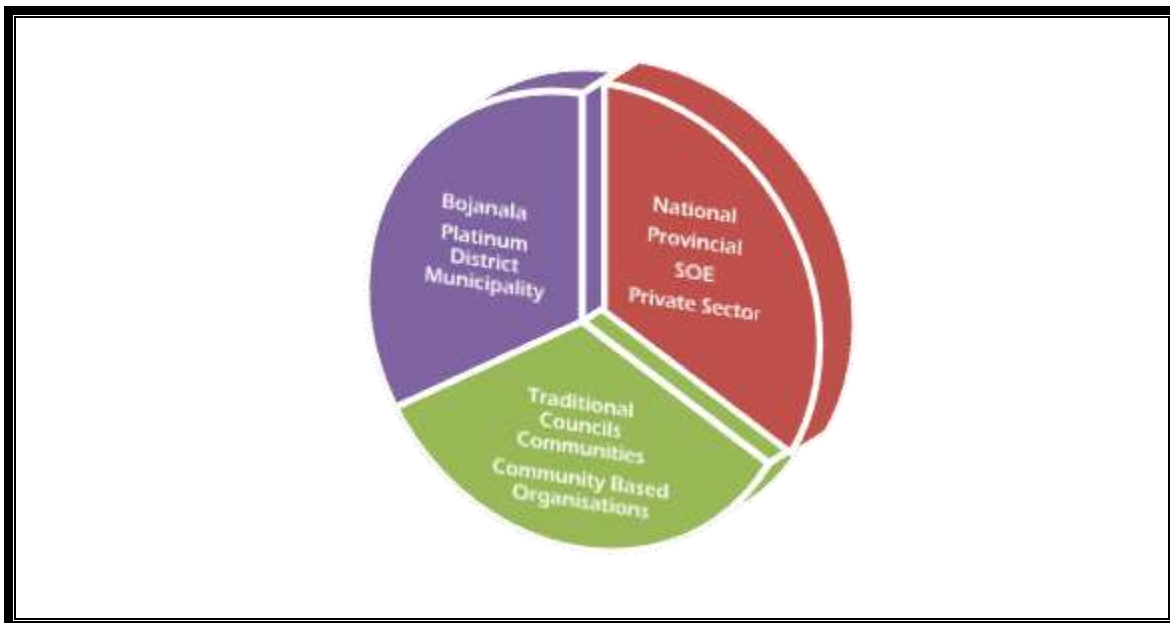 Bojanala
Platinum
District
Municipality
National
Provincial
SOE
Private Sector
Traditional
Councils
Communities
Community Based
Organisations